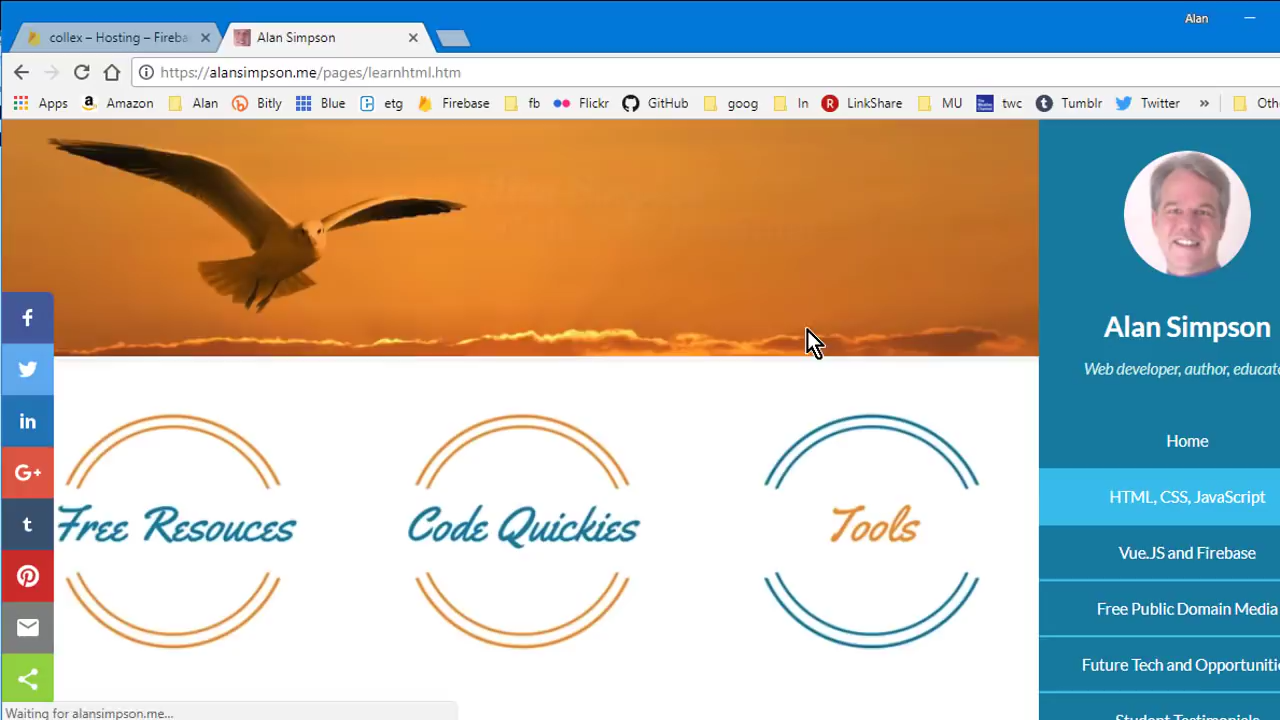 Alan
collex – Hosting – Fireba
Alan Simpson
https://alansimpson.me/pages/learnhtml.htm
Apps Amazon Alan Bitly Blue etg Firebase fb Flickr GitHub goog In LinkShare MU twc Tumblr Twitter » Oth
Alan Simpson
Web developer, author, educate
Home
HTML, CSS, JavaScript
Vue.JS and Firebase
Free Public Domain Media
Future Tech and Opportuniti
Student Testimonials
Free Resouces
Code Quickies
Tools
f
in
G+
t
Waiting for alansimpson.me...